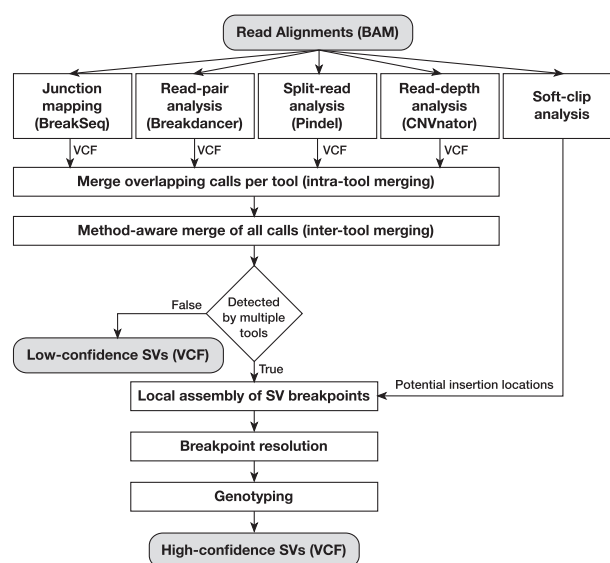 Read Alignments (BAM)
Junction
mapping
(BreakSeq)
Read-pair
analysis
(Breakdancer)
Split-read
analysis
(Pindel)
Read-depth
analysis
(CNVnator)
Soft-clip
analysis
VCF
VCF
VCF
VCF
Merge overlapping calls per tool (intra-tool merging)
Method-aware merge of all calls (inter-tool merging)
False
Detected
by multiple
tools
Low-confidence SVs (VCF)
True
Potential insertion locations
Local assembly of SV breakpoints
Breakpoint resolution
Genotyping
High-confidence SVs (VCF)